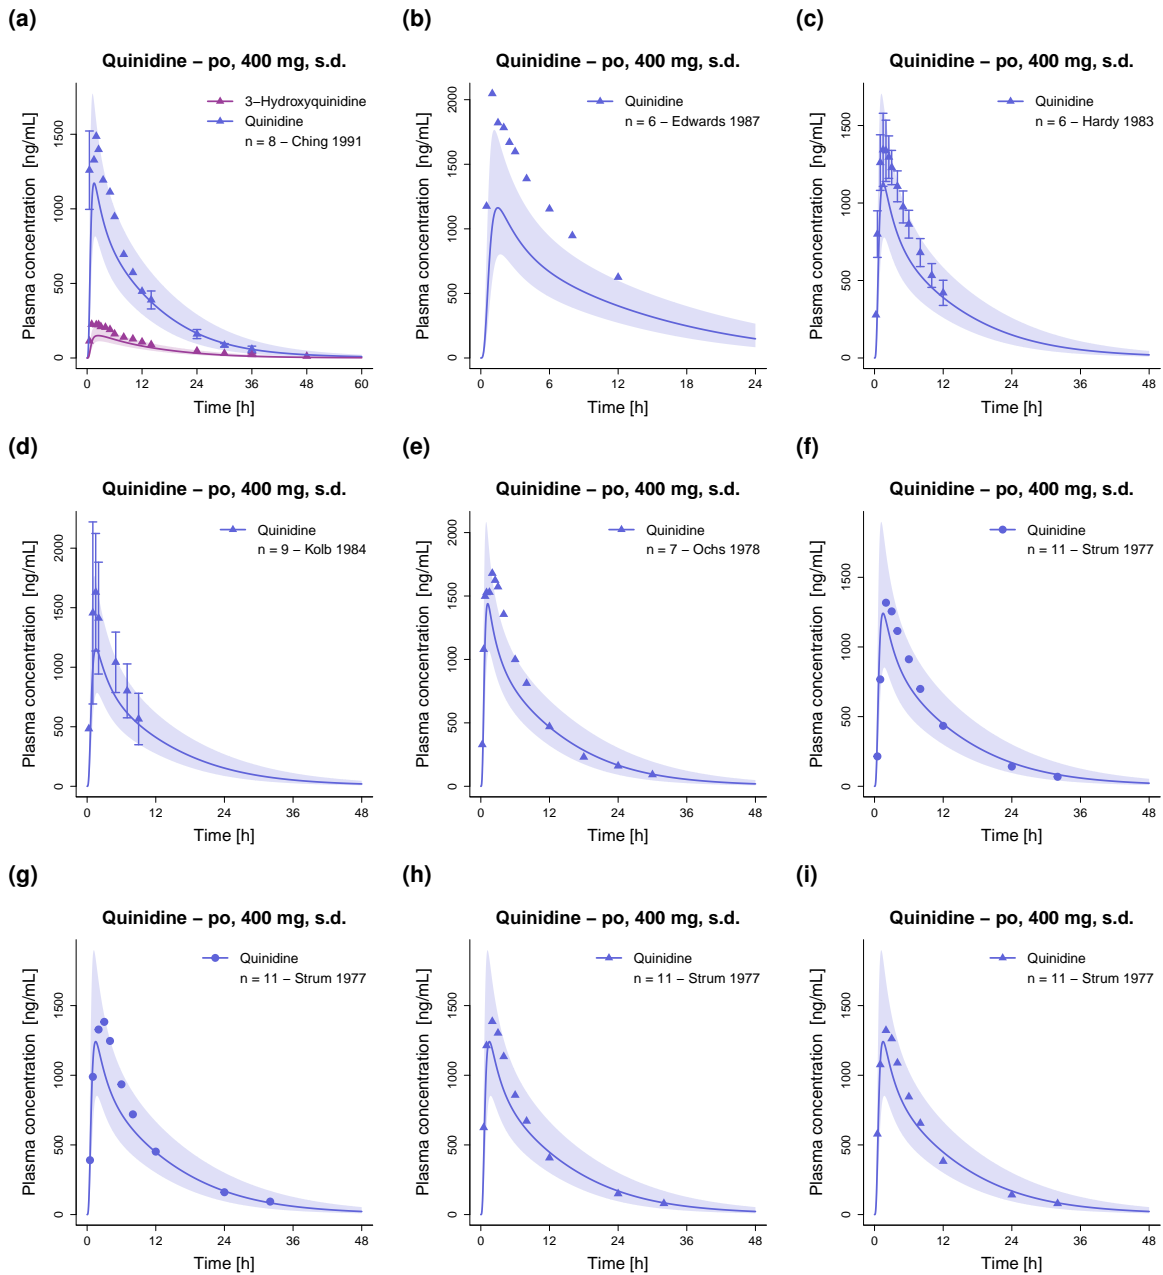 (a)
Quinidine − po, 400 mg, s.d.
Plasma concentration [ng/mL]
0
500
1000
1500
3−Hydroxyquinidine
Quinidine
n = 8 − Ching 1991
0 12 24 36 48 60
Time [h]
(b)
Quinidine − po, 400 mg, s.d.
Plasma concentration [ng/mL]
0
500
1000
1500
2000
Quinidine
n = 6 − Edwards 1987
0 6 12 18 24
Time [h]
(c)
Quinidine − po, 400 mg, s.d.
Plasma concentration [ng/mL]
0
500
1000
1500
Quinidine
n = 6 − Hardy 1983
0 12 24 36 48
Time [h]
(d)
Quinidine − po, 400 mg, s.d.
Plasma concentration [ng/mL]
0
500
1000
1500
2000
Quinidine
n = 9 − Kolb 1984
0 12 24 36 48
Time [h]
(e)
Quinidine − po, 400 mg, s.d.
Plasma concentration [ng/mL]
0
500
1000
1500
2000
Quinidine
n = 7 − Ochs 1978
0 12 24 36 48
Time [h]
(f)
Quinidine − po, 400 mg, s.d.
Plasma concentration [ng/mL]
0
500
1000
1500
Quinidine
n = 11 − Strum 1977
0 12 24 36 48
Time [h]
(g)
Quinidine − po, 400 mg, s.d.
Plasma concentration [ng/mL]
0
500
1000
1500
Quinidine
n = 11 − Strum 1977
0 12 24 36 48
Time [h]
(h)
Quinidine − po, 400 mg, s.d.
Plasma concentration [ng/mL]
0
500
1000
1500
Quinidine
n = 11 − Strum 1977
0 12 24 36 48
Time [h]
(i)
Quinidine − po, 400 mg, s.d.
Plasma concentration [ng/mL]
0
500
1000
1500
Quinidine
n = 11 − Strum 1977
0 12 24 36 48
Time [h]